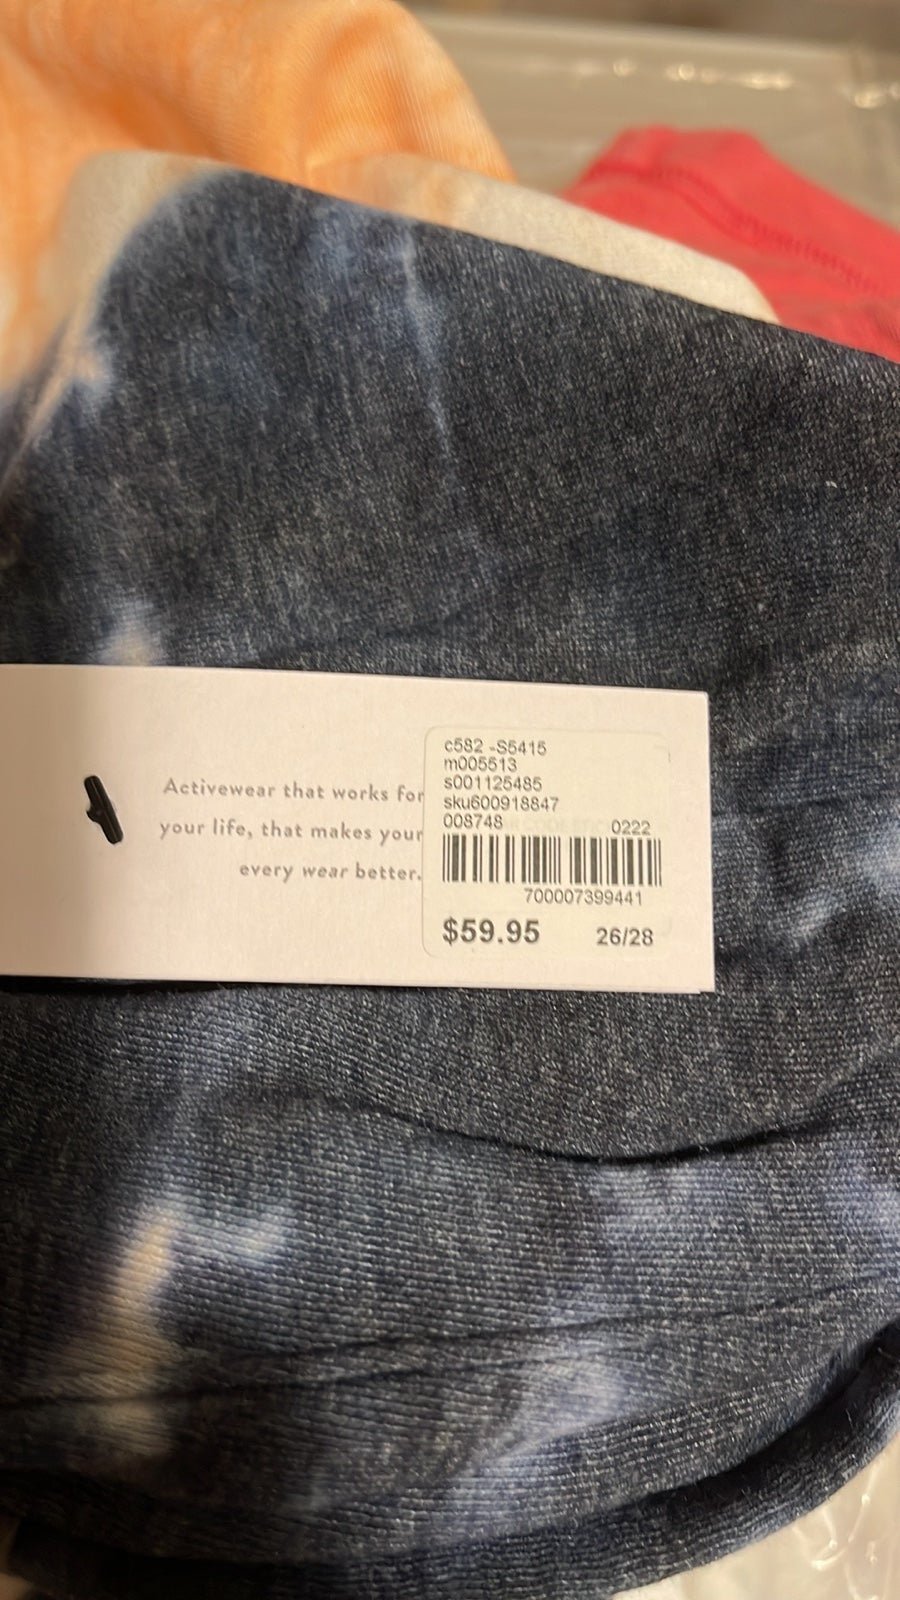 Activewear that works for
your life, that makes your
every wear better.
c582 -S5415
m005513
s001125485
sku600918847
008748 0222
700007399441
$59.95 26/28